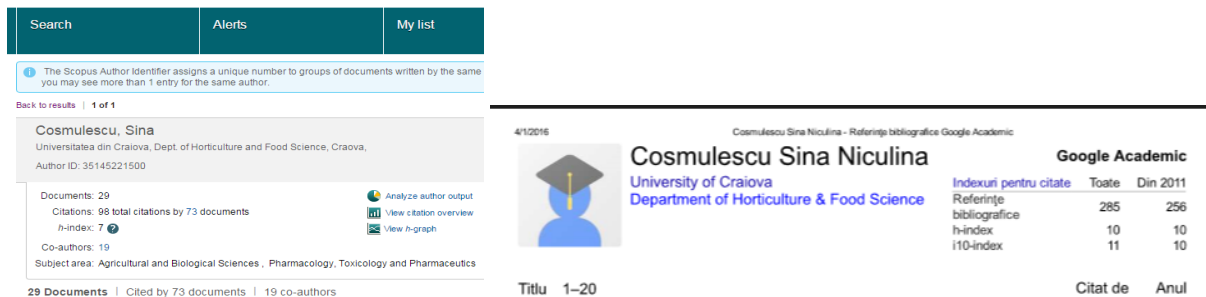 Search Alerts My list
The Scopus Author Identifier assigns a unique number to groups of documents written by the same
you may see more than 1 entry for the same author.
Back to results | 1 of 1
Cosmulescu, Sina
Universitatea din Craiova, Dept. of Horticulture and Food Science, Craiova,
Author ID: 35145221500
Documents: 29 Analyze author output
Citations: 98 total citations by 73 documents View citation overview
h-index: 7 ? View h-graph
Co-authors: 19
Subject area: Agricultural and Biological Sciences , Pharmacology, Toxicology and Pharmaceutics
29 Documents | Cited by 73 documents | 19 co-authors
4/1/2016 Cosmulescu Sina Niculina - Referințe bibliografice Google Academic
Cosmulescu Sina Niculina
University of Craiova
Department of Horticulture & Food Science
Google Academic
Indexuri pentru citate Toate Din 2011
Referințe
bibliografice 285 256
h-index 10 10
i10-index 11 10
Titlu 1–20 Citat de Anul